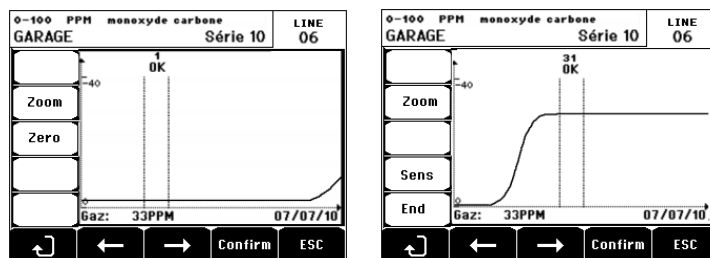 0-100 PPM monoxyde carbone
GARAGE Série 10
LINE
06
1
OK
40
Zoom
Zero
0
Gaz: 33PPM 07/07/10
Confirm ESC
0-100 PPM monoxyde carbone
GARAGE Série 10
LINE
06
31
OK
40
Zoom
Sens
End
0
Gaz: 33PPM 07/07/10
Confirm ESC